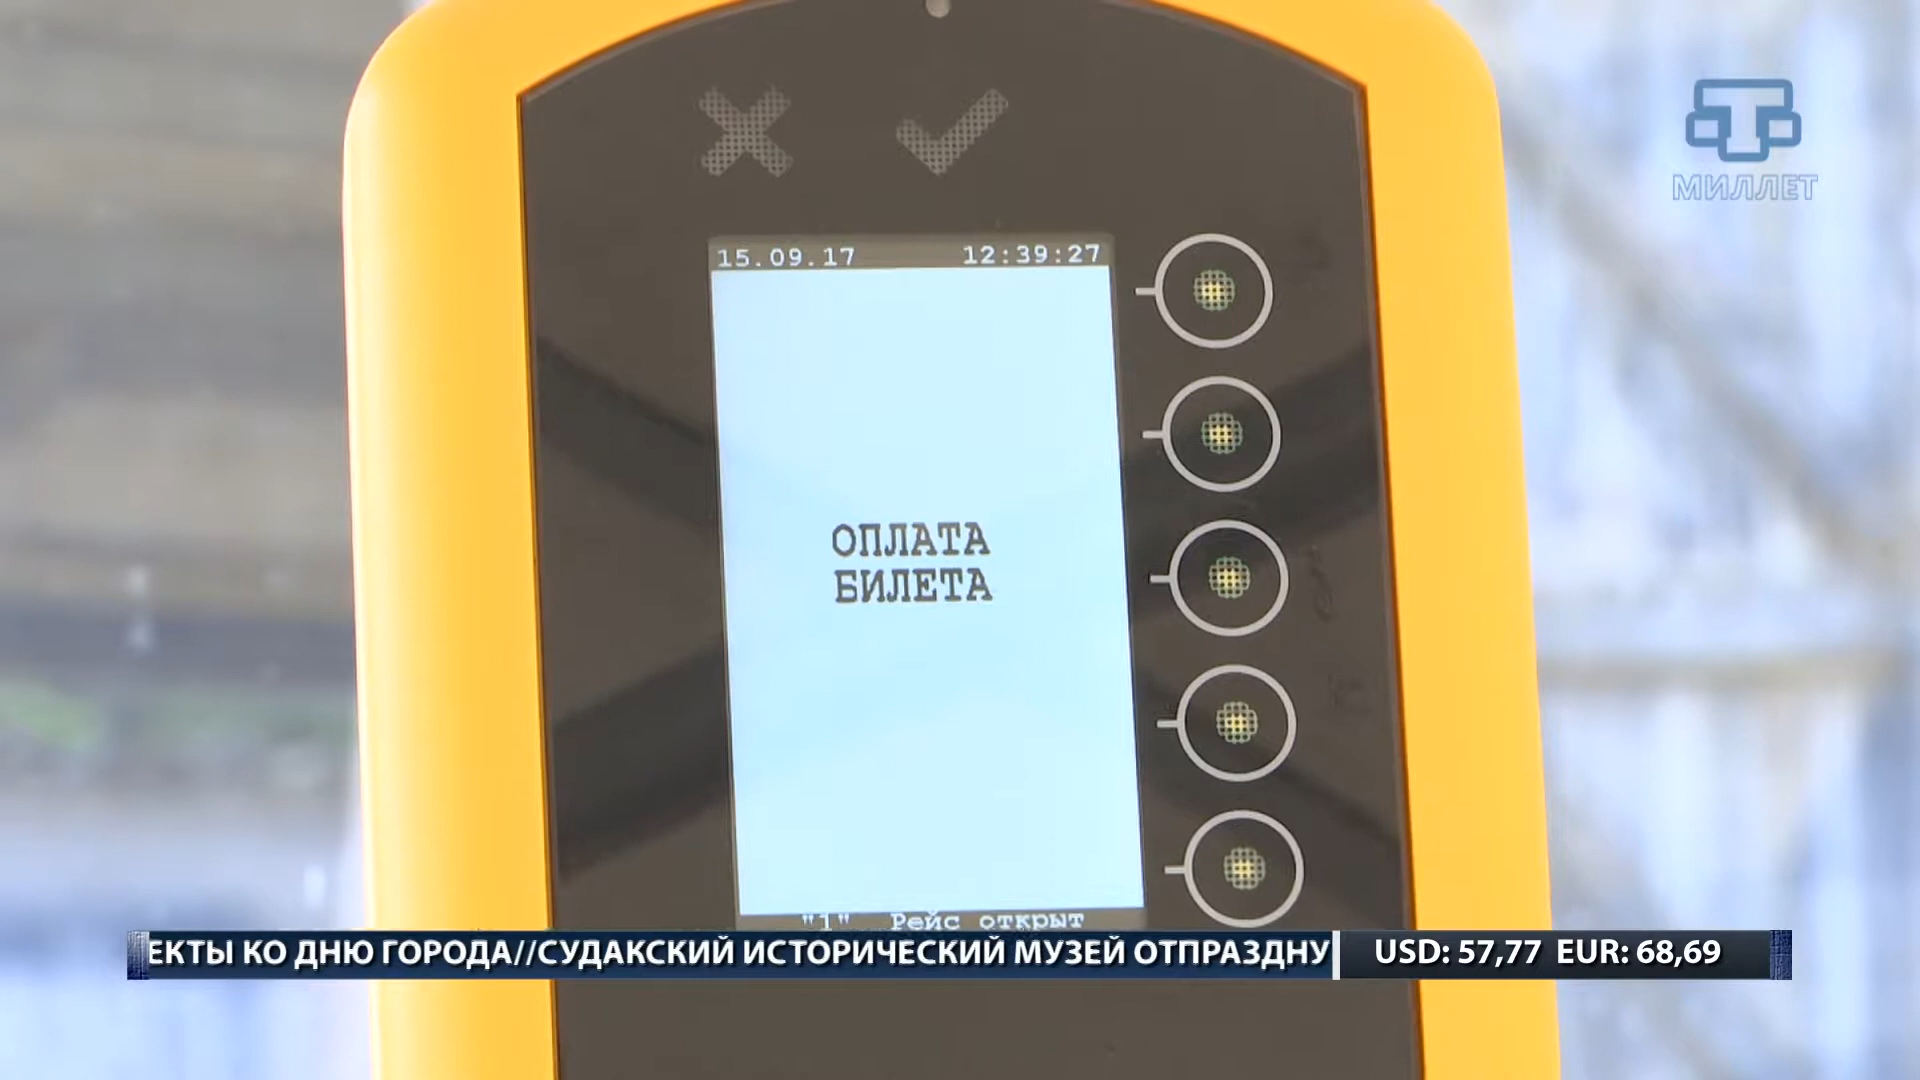 МИЛЛЕТ
15.09.17 12:39:27
ОПЛАТА
БИЛЕТА
"1" Рейс открыт
ЕКТЫ КО ДНЮ ГОРОДА//СУДАКСКИЙ ИСТОРИЧЕСКИЙ МУЗЕЙ ОТПРАЗДНУ
USD: 57,77 EUR: 68,69